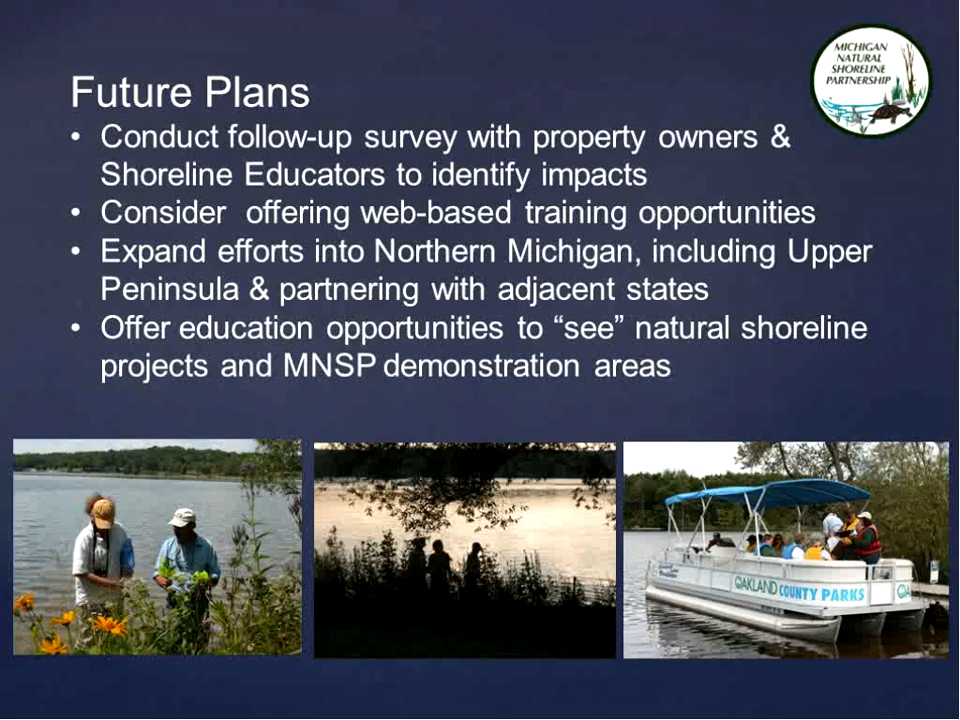 MICHIGAN
NATURAL
SHORELINE
PARTNERSHIP
Future Plans
• Conduct follow-up survey with property owners &
Shoreline Educators to identify impacts
• Consider offering web-based training opportunities
• Expand efforts into Northern Michigan, including Upper
Peninsula & partnering with adjacent states
• Offer education opportunities to “see” natural shoreline
projects and MNSP demonstration areas
OAKLAND COUNTY PARKS